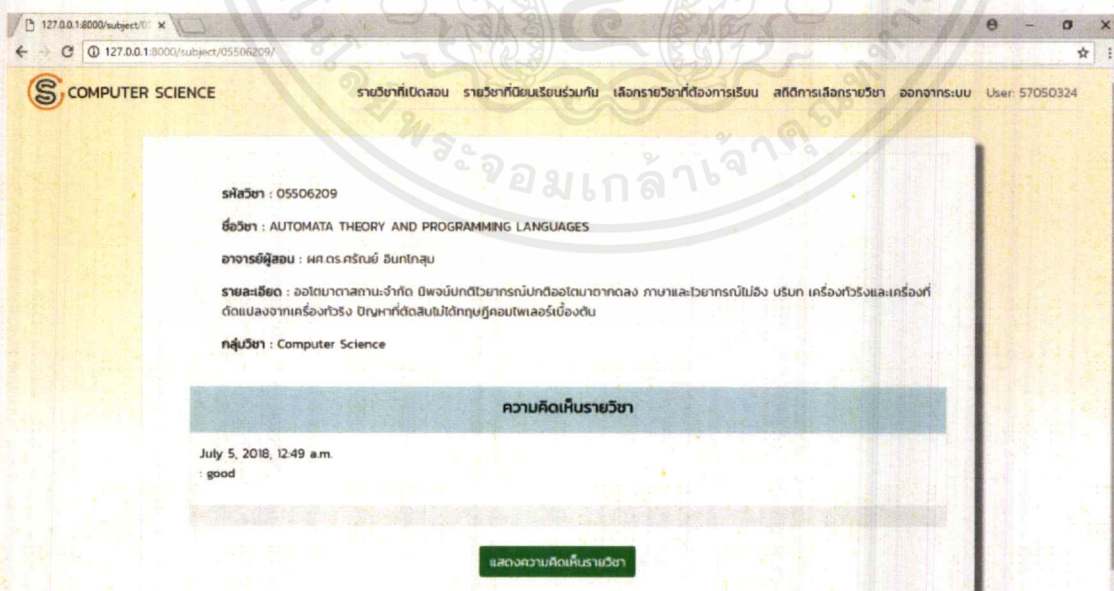 127.0.0.1:8000/subject/0
127.0.0.1:8000/subject/05506209/
COMPUTER SCIENCE
รายวิชาที่เปิดสอน รายวิชาที่นิยมเรียนร่วมกัน เลือกรายวิชาที่ต้องการเรียน สถิติการเลือกรายวิชา ออกจากระบบ User: 57050324
พระจอมเกล้าเจ้าคุณท
รหัสวิชา : 05506209
ชื่อวิชา : AUTOMATA THEORY AND PROGRAMMING LANGUAGES
อาจารย์ผู้สอน : ผศ.ดร.ศรัณย์ อินทโกสุม
รายละเอียด : ออโตมาตาสถานะจำกัด นิพจน์ปกติไวยากรณ์ปกติออโตมาตากดลง ภาษาและไวยากรณ์ไม่อิง บริบท เครื่องทัวริงและเครื่องที่
ดัดแปลงจากเครื่องทัวริง ปัญหาที่ตัดสินไม่ได้ทฤษฎีคอมไพเลอร์เบื้องต้น
กลุ่มวิชา : Computer Science
ความคิดเห็นรายวิชา
July 5, 2018, 12:49 a.m.
: good
แสดงความคิดเห็นรายวิชา